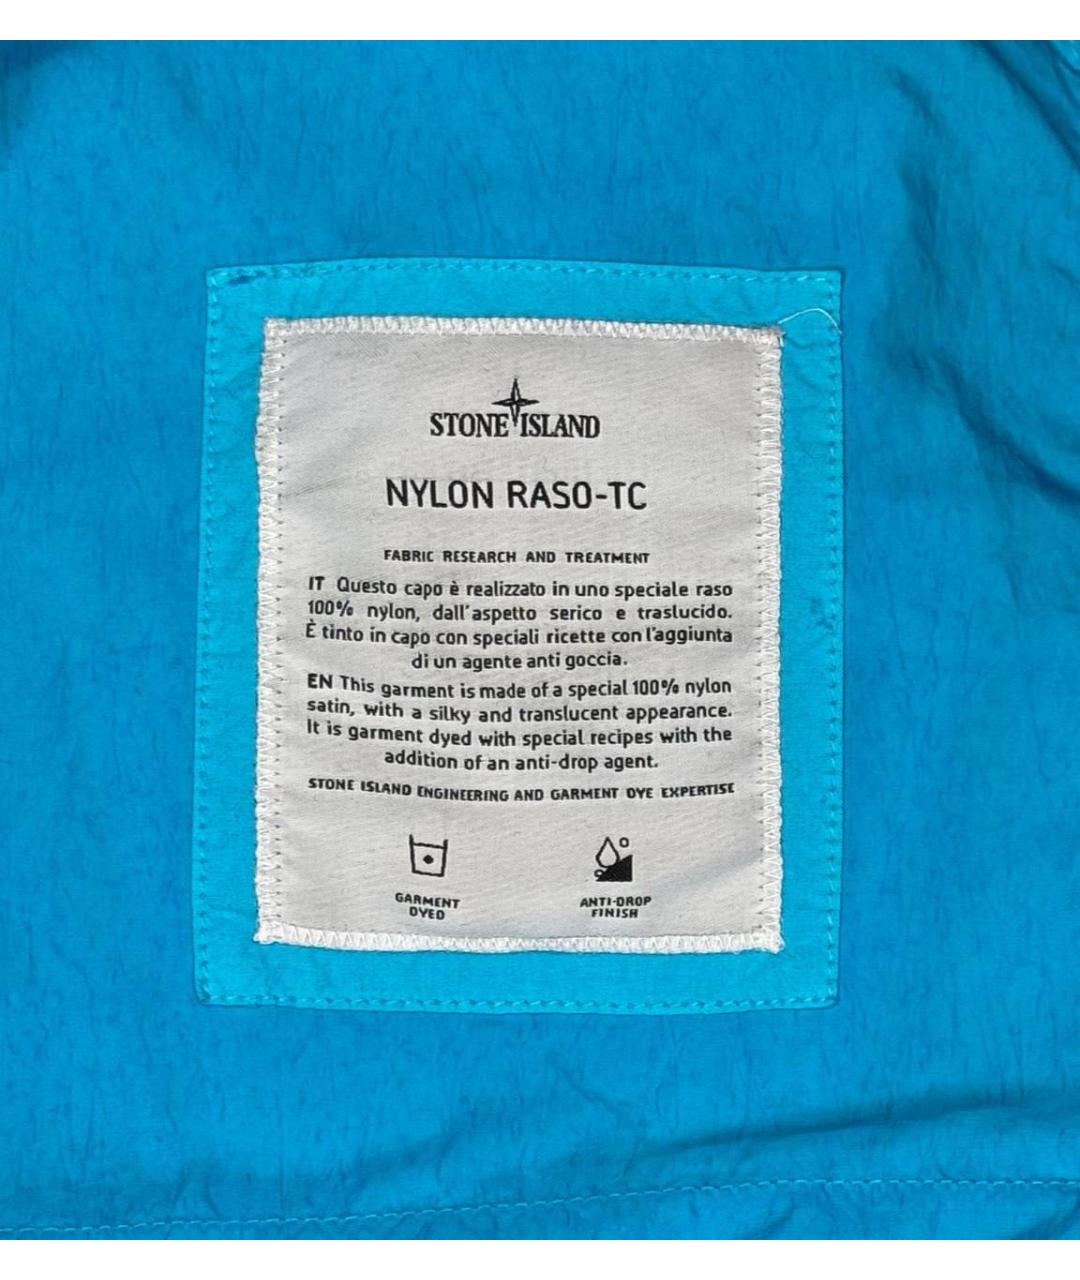 STONE ISLAND
NYLON RASO-TC
FABRIC RESEARCH AND TREATMENT
IT Questo capo è realizzato in uno speciale raso
100% nylon, dall'aspetto serico e traslucido.
È tinto in capo con speciali ricette con l'aggiunta
di un agente anti goccia.
EN This garment is made of a special 100% nylon
satin, with a silky and translucent appearance.
It is garment dyed with special recipes with the
addition of an anti-drop agent.
STONE ISLAND ENGINEERING AND GARMENT DYE EXPERTISE
GARMENT ANTI-DROP
DYED FINISH